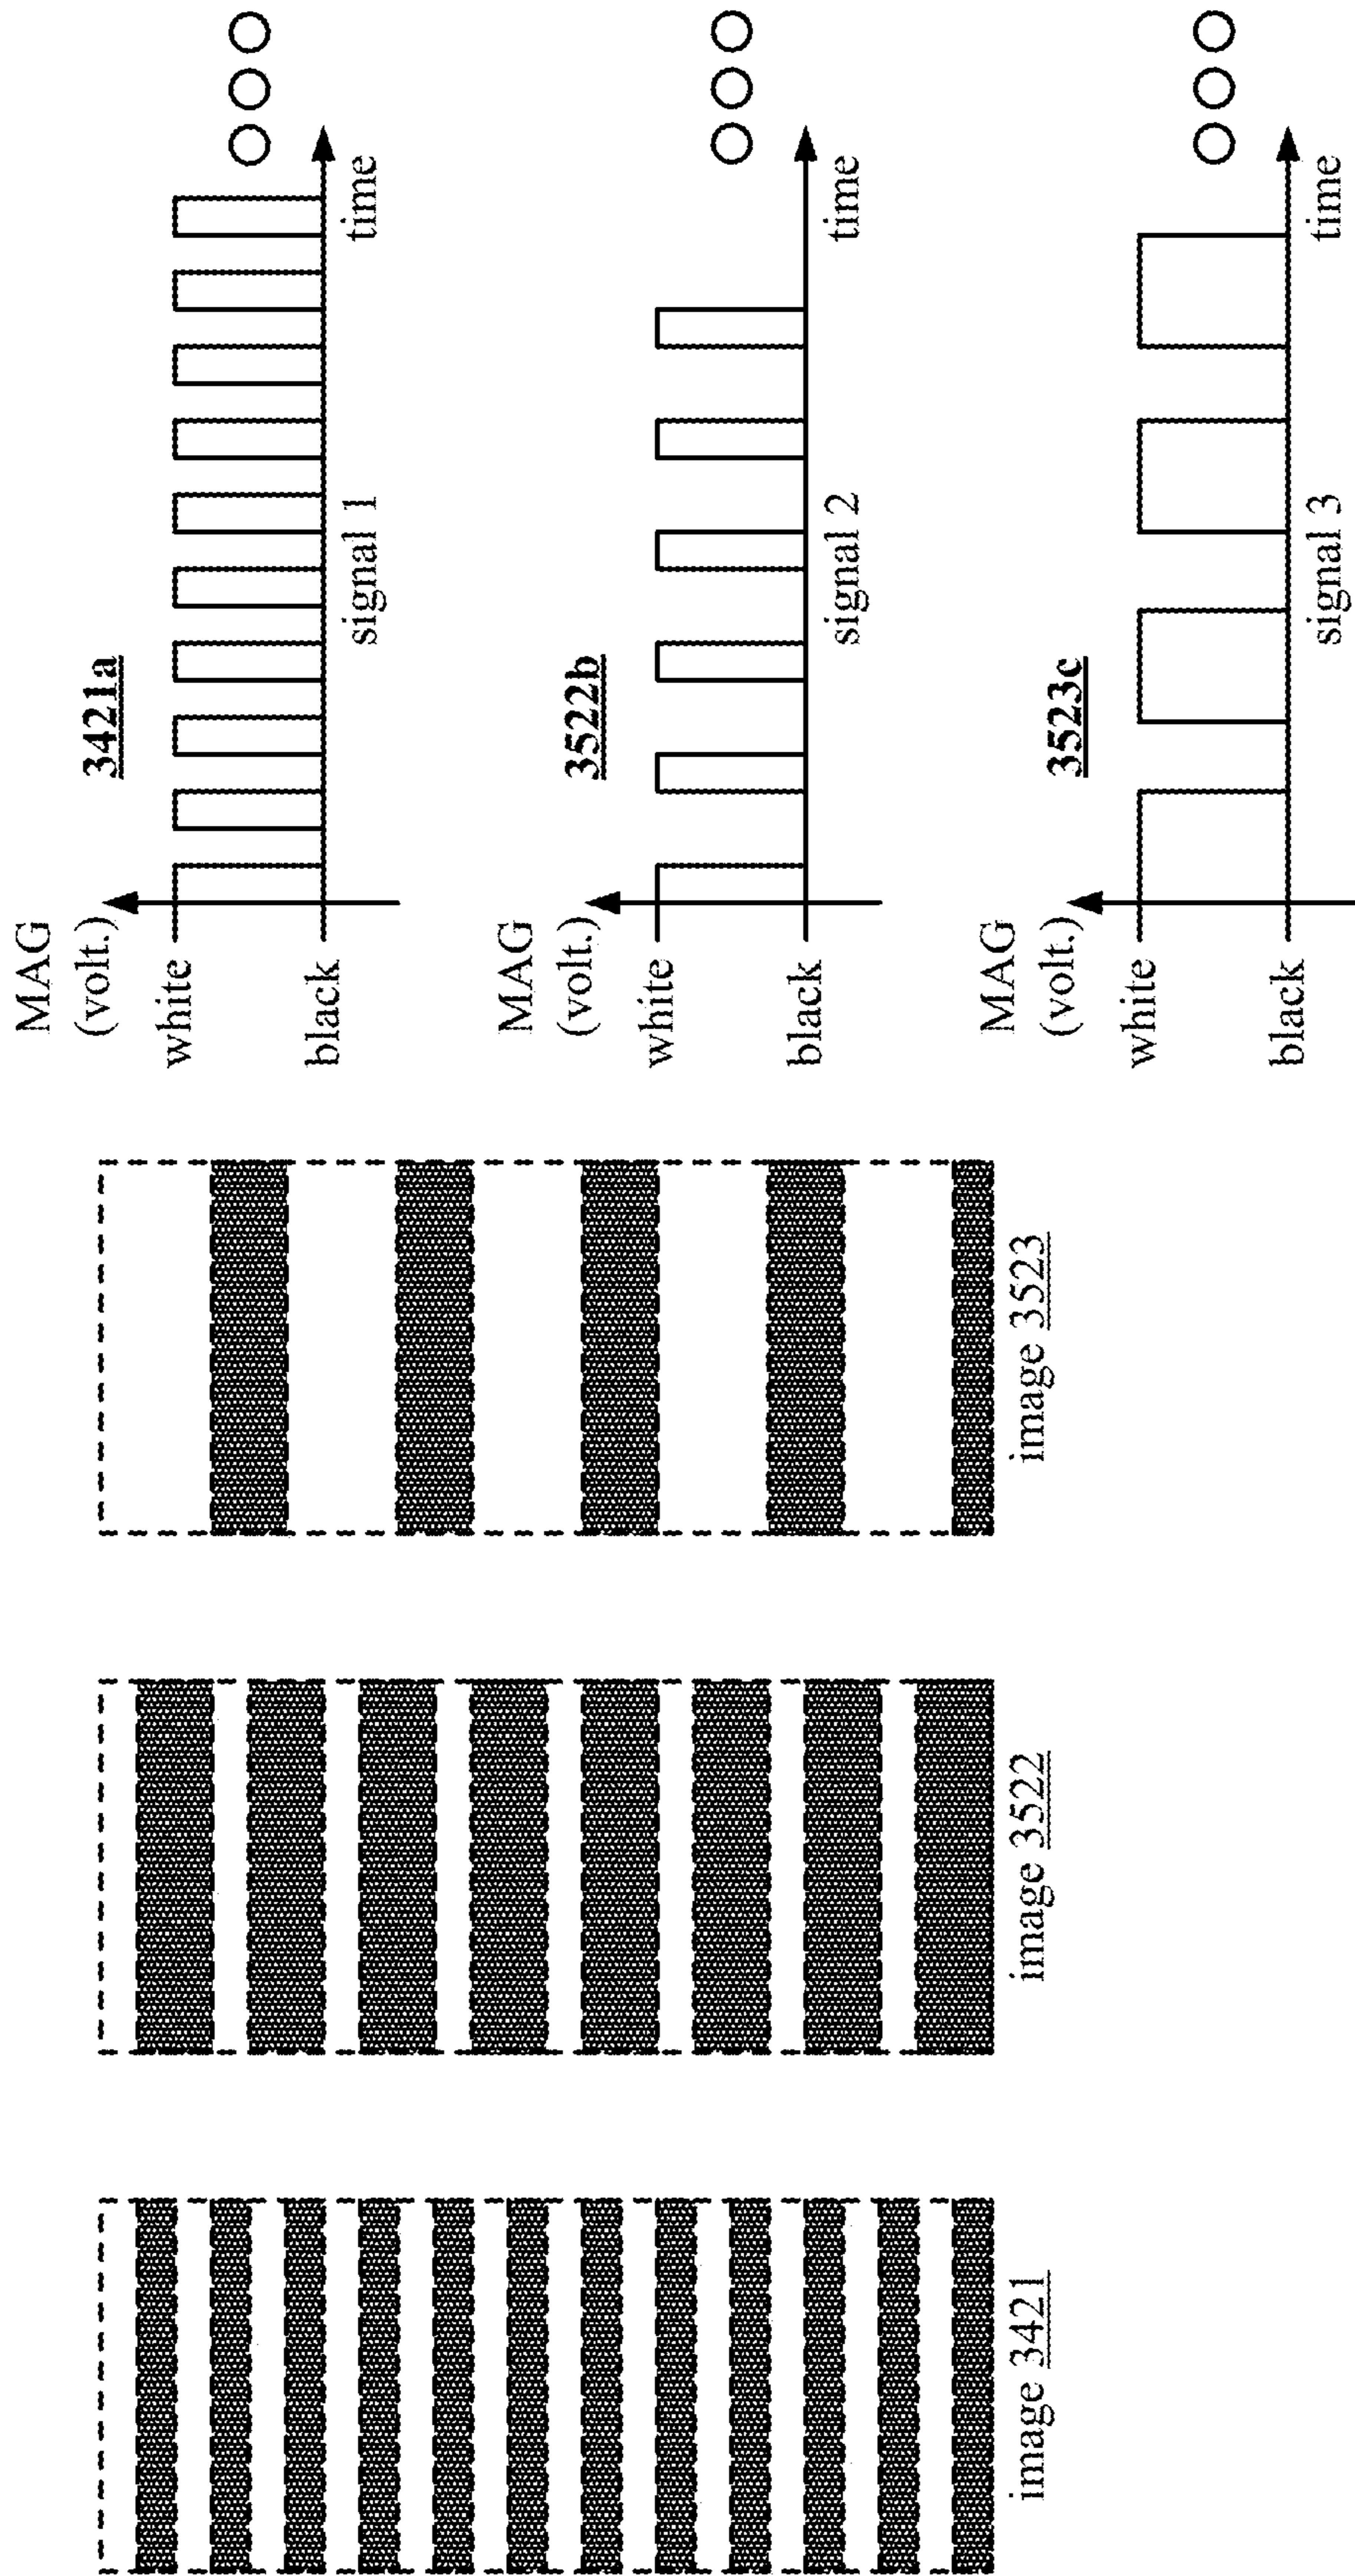 image 3421
image 3522
image 3523
MAG
(volt.)
white
black
3421a
signal 1
time
MAG
(volt.)
white
black
3522b
signal 2
time
MAG
(volt.)
white
black
3523c
signal 3
time